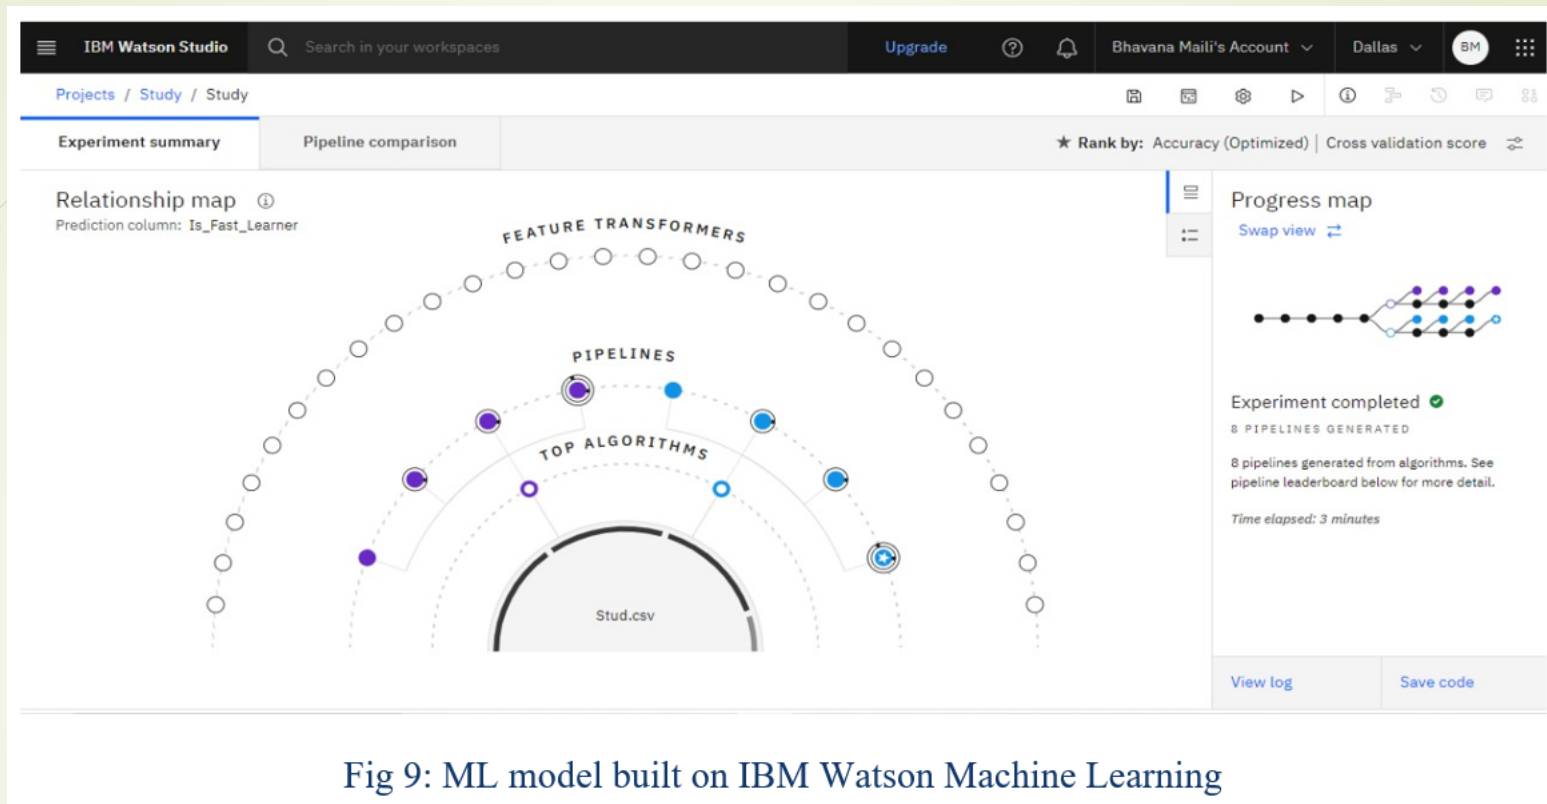 IBM Watson Studio
Search in your workspaces
Upgrade
Bhavana Maili's Account
Dallas
BM
Projects / Study / Study
Experiment summary
Pipeline comparison
★ Rank by: Accuracy (Optimized) | Cross validation score
Relationship map
Prediction column: Is_Fast_Learner
FEATURE TRANSFORMERS
PIPELINES
TOP ALGORITHMS
Stud.csv
Progress map
Swap view
Experiment completed
8 PIPELINES GENERATED
8 pipelines generated from algorithms. See
pipeline leaderboard below for more detail.
Time elapsed: 3 minutes
View log
Save code
Fig 9: ML model built on IBM Watson Machine Learning